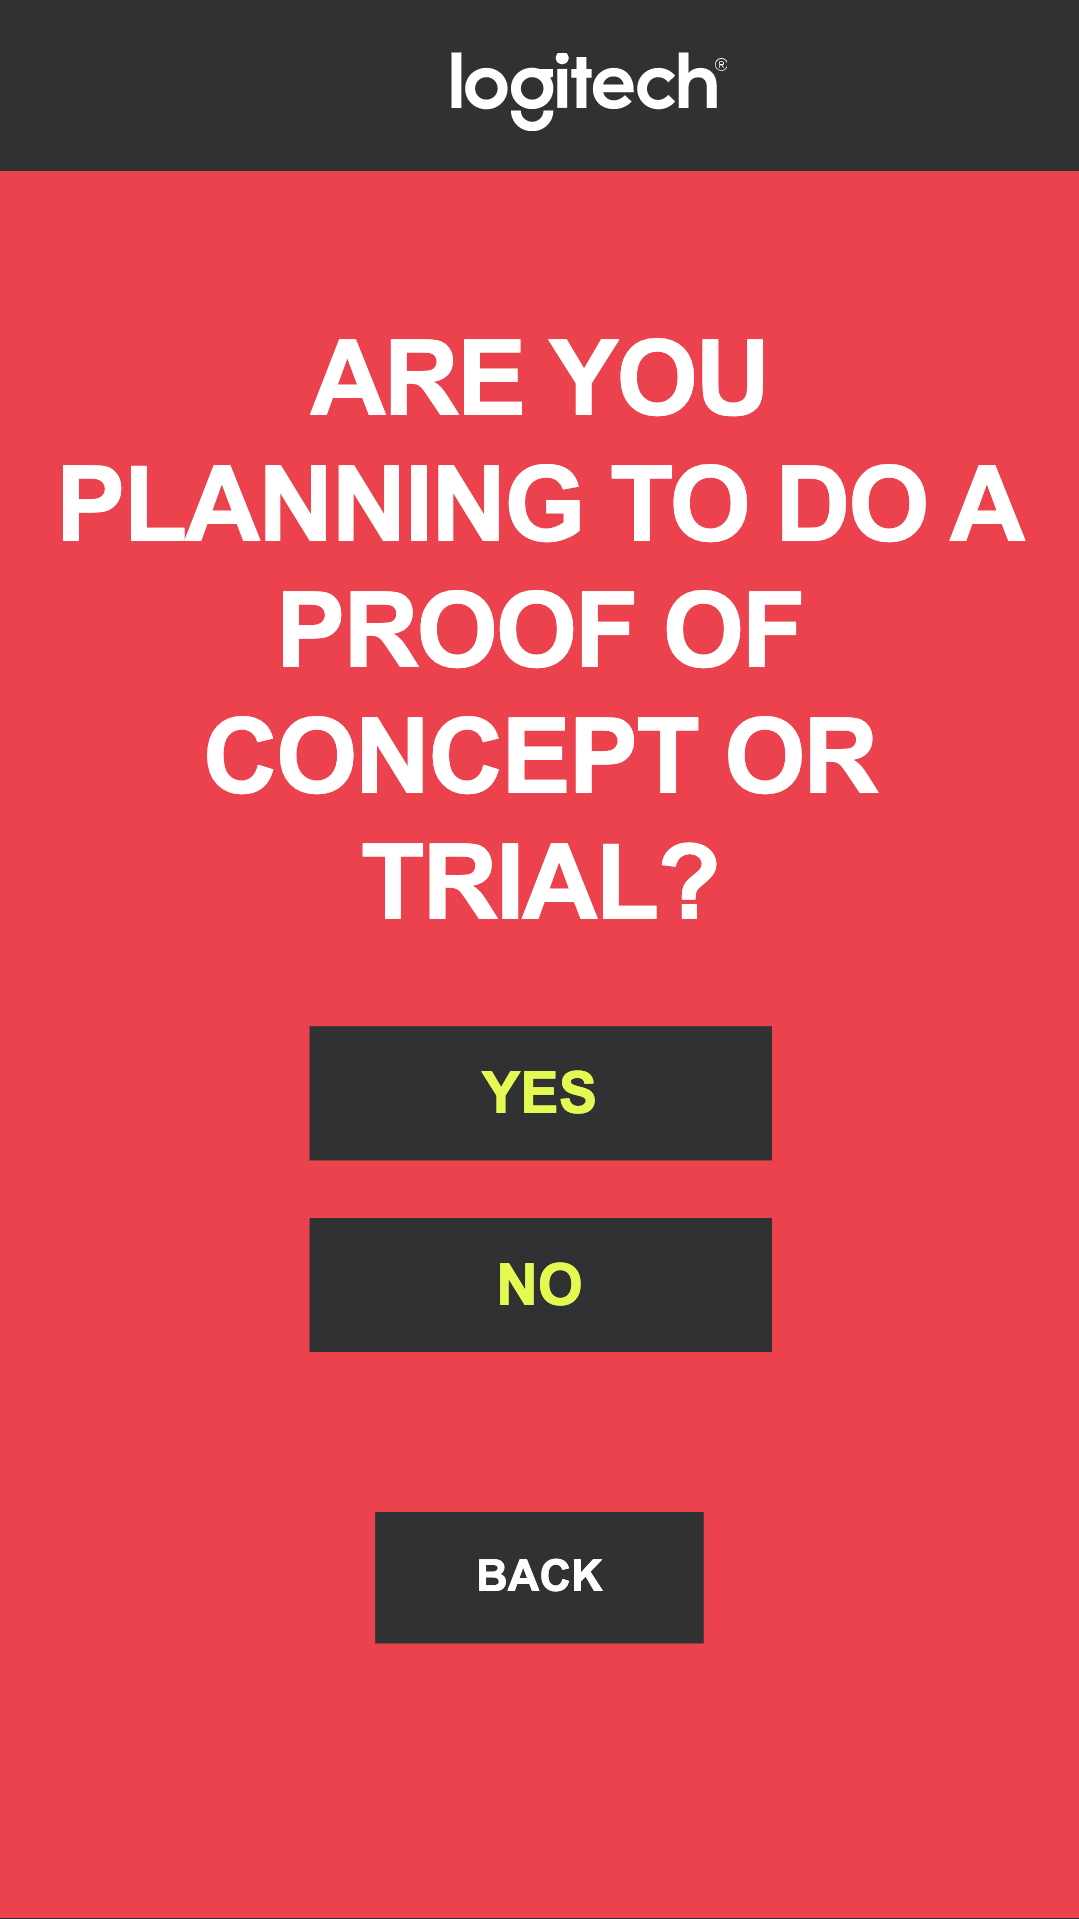 logitech®
ARE YOU
PLANNING TO DO A
PROOF OF
CONCEPT OR
TRIAL?
YES
NO
BACK